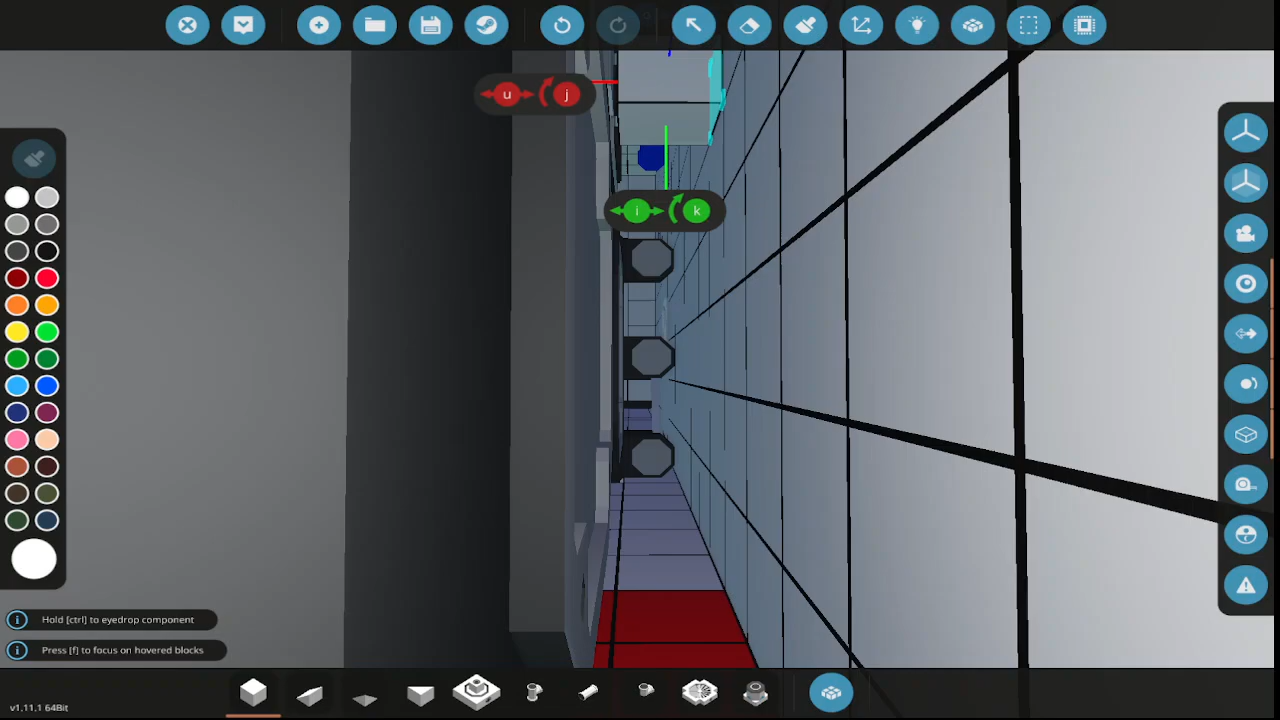 u j
i k
Hold [ctrl] to eyedrop component
Press [f] to focus on hovered blocks
v1.11.1 64Bit